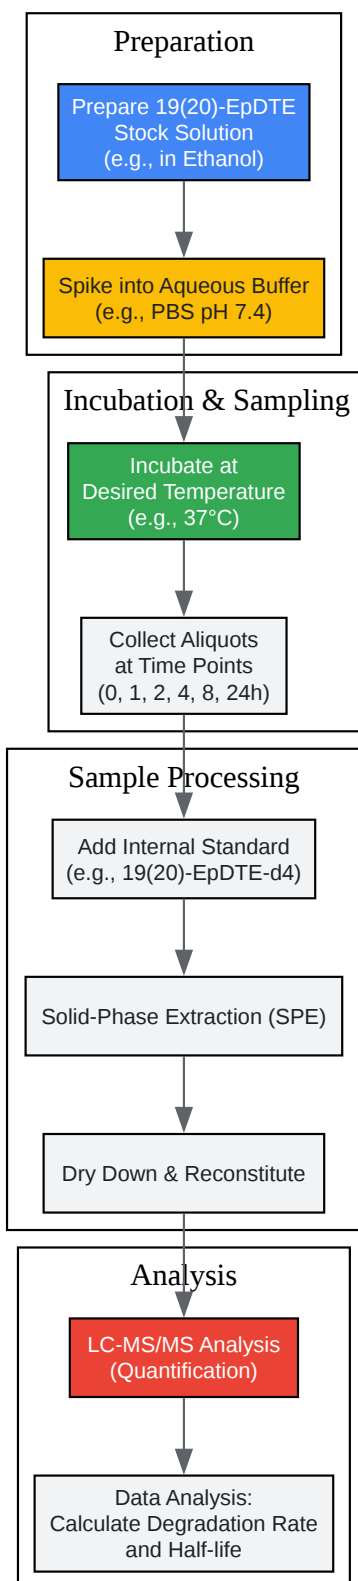 Preparation
Prepare 19(20)-EpDTE
Stock Solution
(e.g., in Ethanol)
Spike into Aqueous Buffer
(e.g., PBS pH 7.4)
Incubation & Sampling
Incubate at
Desired Temperature
(e.g., 37°C)
Collect Aliquots
at Time Points
(0, 1, 2, 4, 8, 24h)
Sample Processing
Add Internal Standard
(e.g., 19(20)-EpDTE-d4)
Solid-Phase Extraction (SPE)
Dry Down & Reconstitute
Analysis
LC-MS/MS Analysis
(Quantification)
Data Analysis:
Calculate Degradation Rate
and Half-life